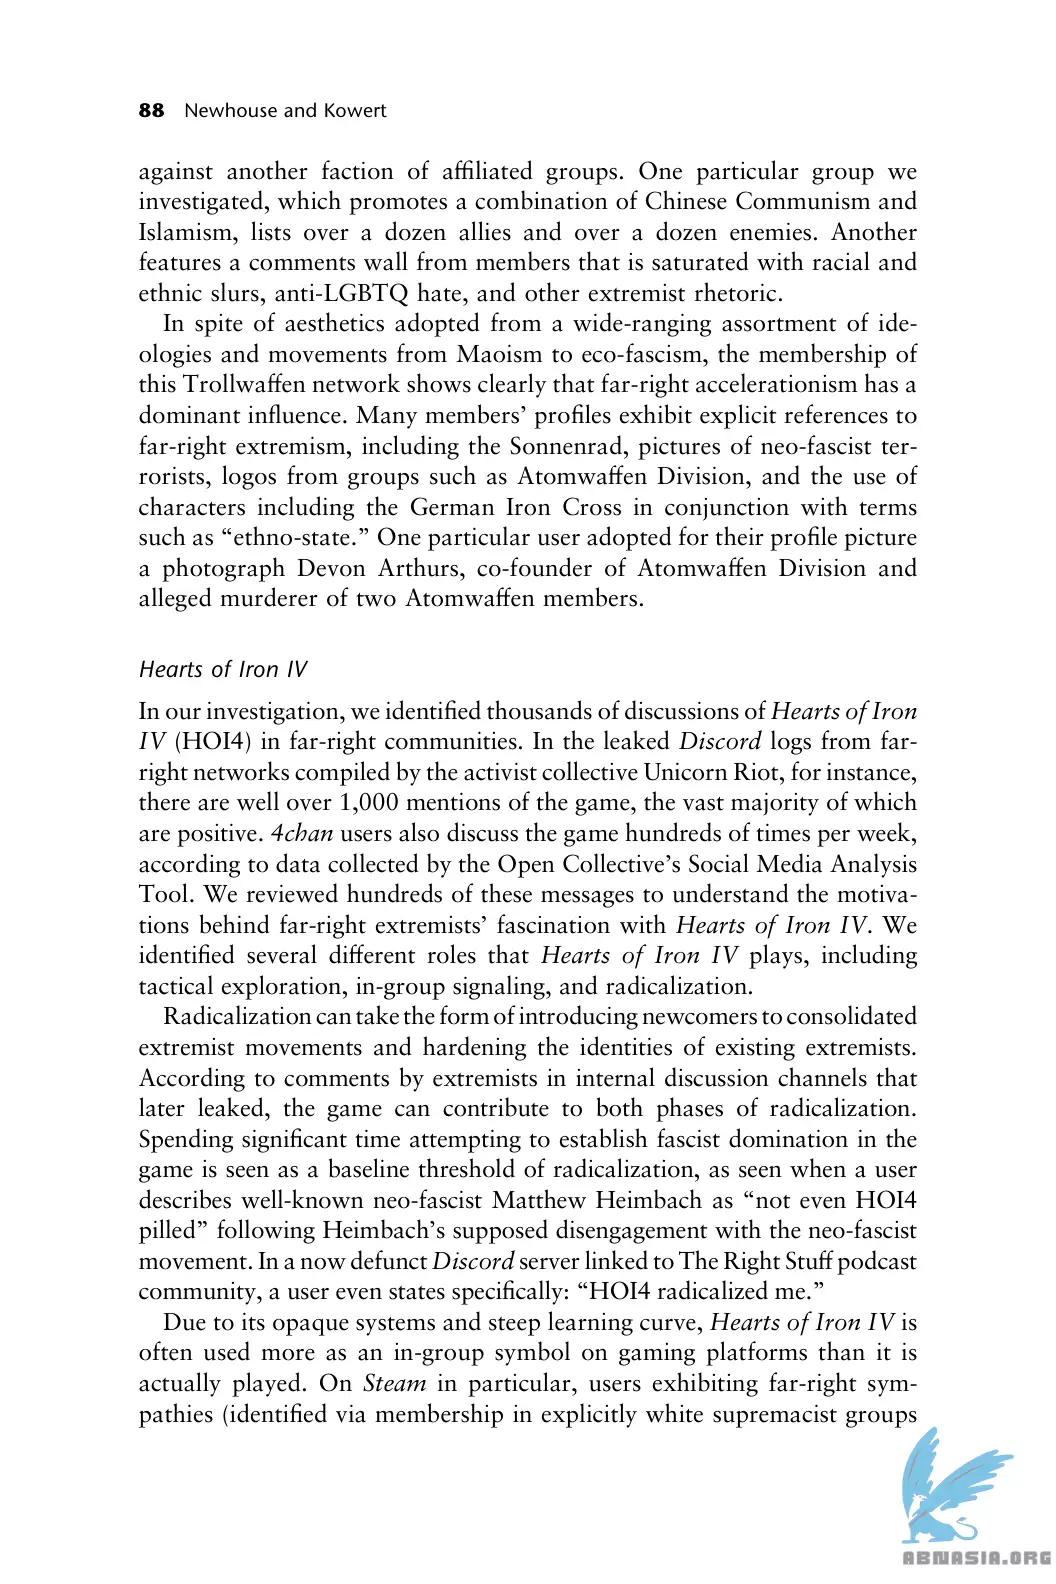 88 Newhouse and Kowert
against another faction of affiliated groups. One particular group we
investigated, which promotes a combination of Chinese Communism and
Islamism, lists over a dozen allies and over a dozen enemies. Another
features a comments wall from members that is saturated with racial and
ethnic slurs, anti-LGBTQ hate, and other extremist rhetoric.
In spite of aesthetics adopted from a wide-ranging assortment of ide-
ologies and movements from Maoism to eco-fascism, the membership of
this Trollwaffen network shows clearly that far-right accelerationism has a
dominant influence. Many members’ profiles exhibit explicit references to
far-right extremism, including the Sonnenrad, pictures of neo-fascist ter-
rorists, logos from groups such as Atomwaffen Division, and the use of
characters including the German Iron Cross in conjunction with terms
such as “ethno-state.” One particular user adopted for their profile picture
a photograph Devon Arthurs, co-founder of Atomwaffen Division and
alleged murderer of two Atomwaffen members.
Hearts of Iron IV
In our investigation, we identified thousands of discussions of Hearts of Iron
IV (HOI4) in far-right communities. In the leaked Discord logs from far-
right networks compiled by the activist collective Unicorn Riot, for instance,
there are well over 1,000 mentions of the game, the vast majority of which
are positive. 4chan users also discuss the game hundreds of times per week,
according to data collected by the Open Collective’s Social Media Analysis
Tool. We reviewed hundreds of these messages to understand the motiva-
tions behind far-right extremists’ fascination with Hearts of Iron IV. We
identified several different roles that Hearts of Iron IV plays, including
tactical exploration, in-group signaling, and radicalization.
Radicalization can take the form of introducing newcomers to consolidated
extremist movements and hardening the identities of existing extremists.
According to comments by extremists in internal discussion channels that
later leaked, the game can contribute to both phases of radicalization.
Spending significant time attempting to establish fascist domination in the
game is seen as a baseline threshold of radicalization, as seen when a user
describes well-known neo-fascist Matthew Heimbach as “not even HOI4
pilled” following Heimbach’s supposed disengagement with the neo-fascist
movement. In a now defunct Discord server linked to The Right Stuff podcast
community, a user even states specifically: “HOI4 radicalized me.”
Due to its opaque systems and steep learning curve, Hearts of Iron IV is
often used more as an in-group symbol on gaming platforms than it is
actually played. On Steam in particular, users exhibiting far-right sym-
pathies (identified via membership in explicitly white supremacist groups
ABNASIA.ORG